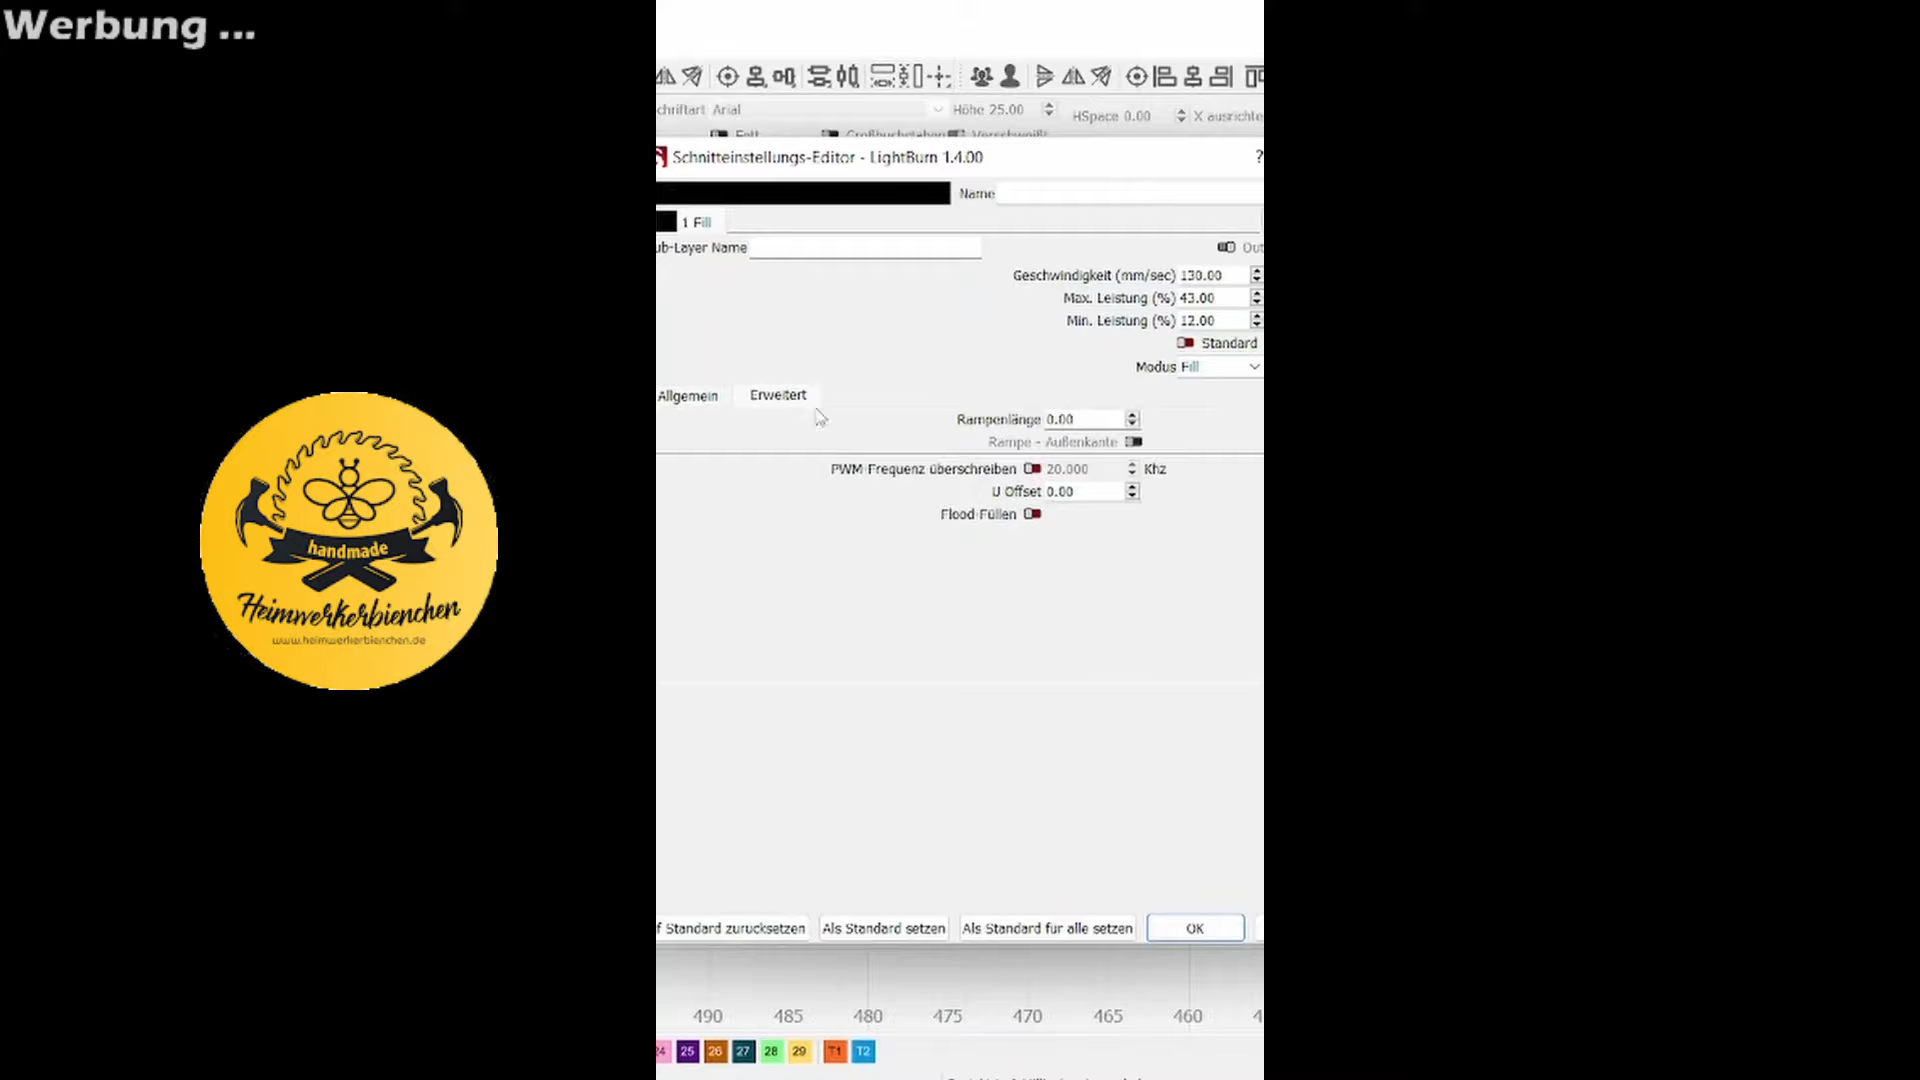 Werbung ...
chriftart Arial
Höhe 25.00
HSpace 0.00
X ausrichte
Schnitteinstellungs-Editor - LightBurn 1.4.00
?
Name
1 Fill
ub-Layer Name
Out
Geschwindigkeit (mm/sec) 130.00
Max. Leistung (%) 43.00
Min. Leistung (%) 12.00
Standard
Modus Fill
Allgemein Erweitert
Rampenlänge 0.00
Rampe - Außenkante
PWM-Frequenz überschreiben 20.000 Khz
U Offset 0.00
Flood-Füllen
handmade
Heimwerkerbienchen
www.heimwerkerbienchen.de
f Standard zurücksetzen Als Standard setzen Als Standard für alle setzen OK
490 485 480 475 470 465 460 4
24 25 26 27 28 29 T1 T2